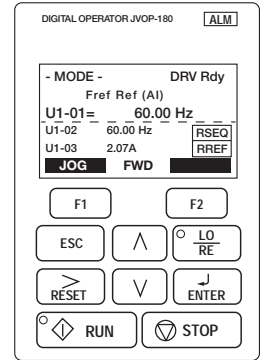 DIGITAL OPERATOR JVOP-180 ALM
- MODE - DRV Rdy
Fref Ref (AI)
U1-01= 60.00 Hz
U1-02 60.00 Hz RSEQ
U1-03 2.07A RREF
JOG FWD
F1 F2
ESC LO
RE
RESET ENTER
RUN STOP